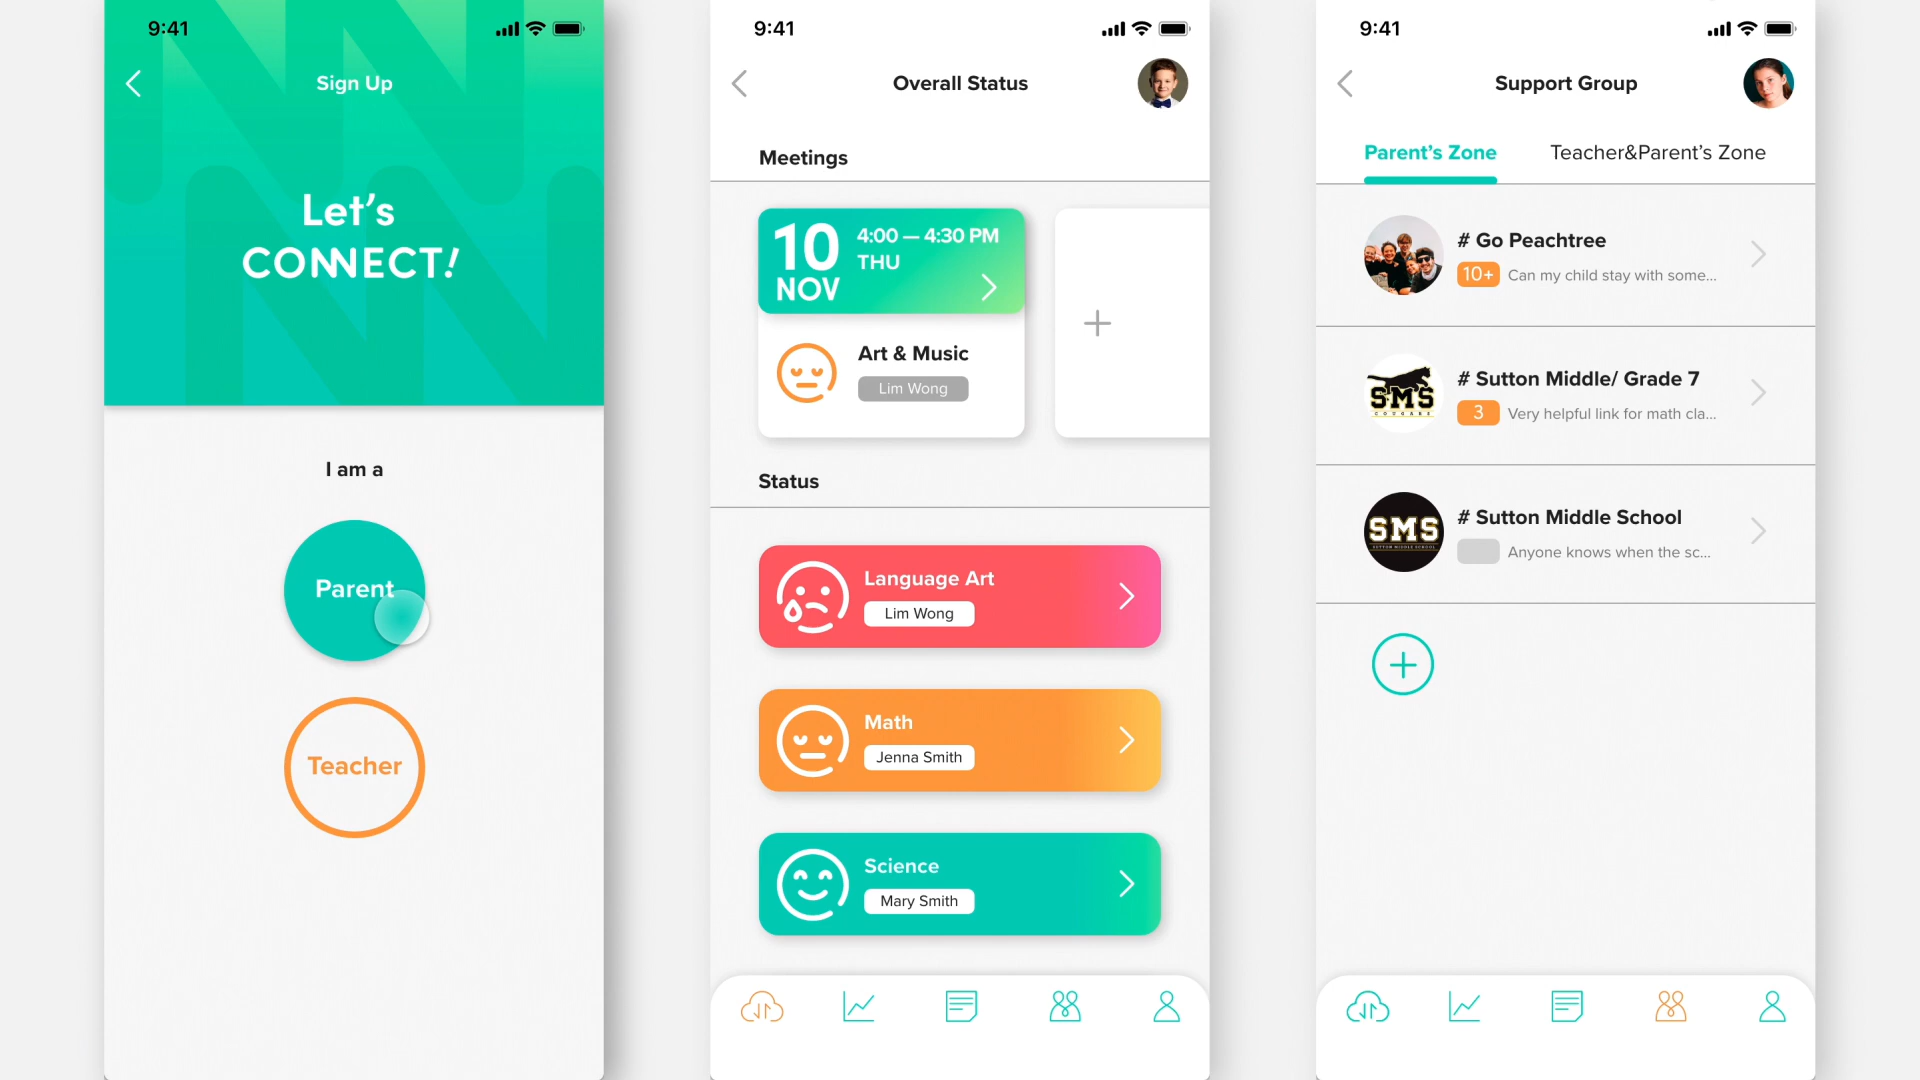 9:41
Sign Up
Let's
CONNECT!
I am a
Parent
Teacher
9:41
Overall Status
Meetings
10
NOV
4:00 — 4:30 PM
THU
Art & Music
Lim Wong
Status
Language Art
Lim Wong
Math
Jenna Smith
Science
Mary Smith
9:41
Support Group
Parent's Zone
Teacher&Parent's Zone
# Go Peachtree
10+ Can my child stay with some...
SMS
COUGARS
# Sutton Middle/ Grade 7
3 Very helpful link for math cla...
SMS
SUTTON MIDDLE SCHOOL
# Sutton Middle School
Anyone knows when the sc...